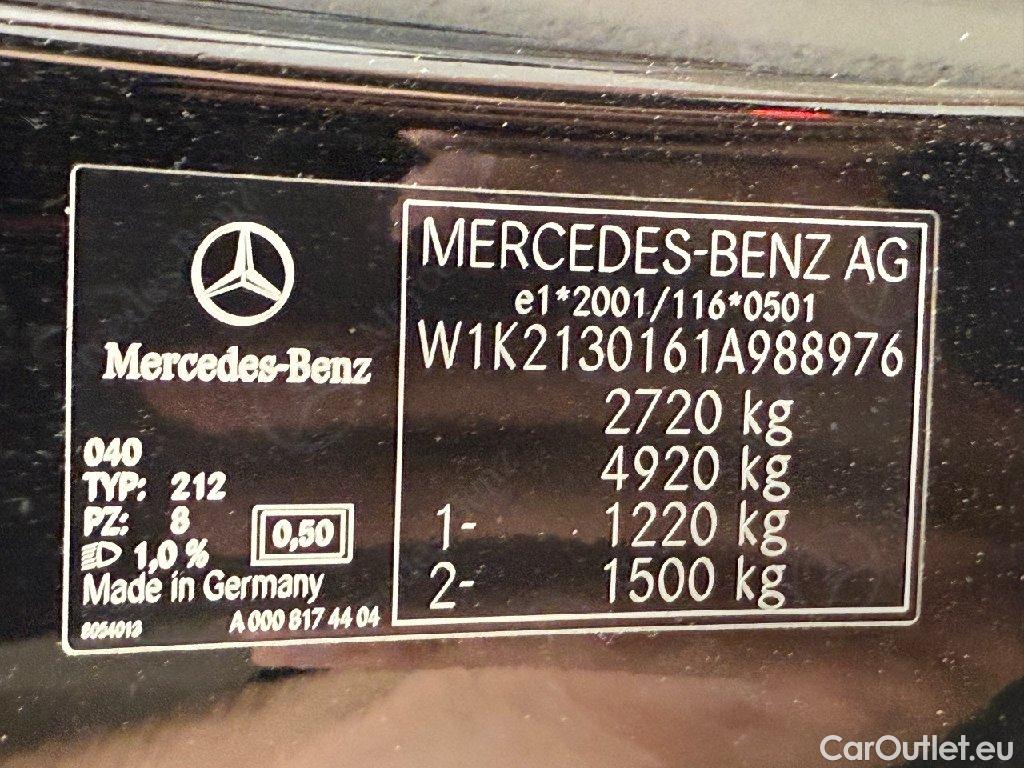 Mercedes-Benz
040
TYP: 212
PZ: 8
1,0 %
0,50
Made in Germany
A 000 817 44 04
MERCEDES-BENZ AG
e1*2001/116*0501
W1K2130161A988976
2720 kg
4920 kg
1- 1220 kg
2- 1500 kg
CarOutlet.eu